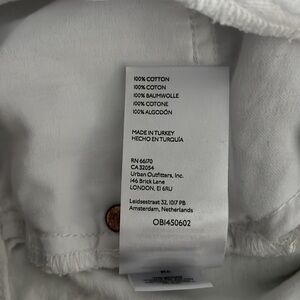 100% COTTON
100% COTON
100% BAUMWOLLE
100% COTONE
100% ALGODÓN
MADE IN TURKEY
HECHO EN TURQUÍA
RN 66170
CA 32054
Urban Outfitters, Inc.
146 Brick Lane
LONDON, E1 6RU
Leidsestraat 32, 1017 PB
Amsterdam, Netherlands
OB1450602